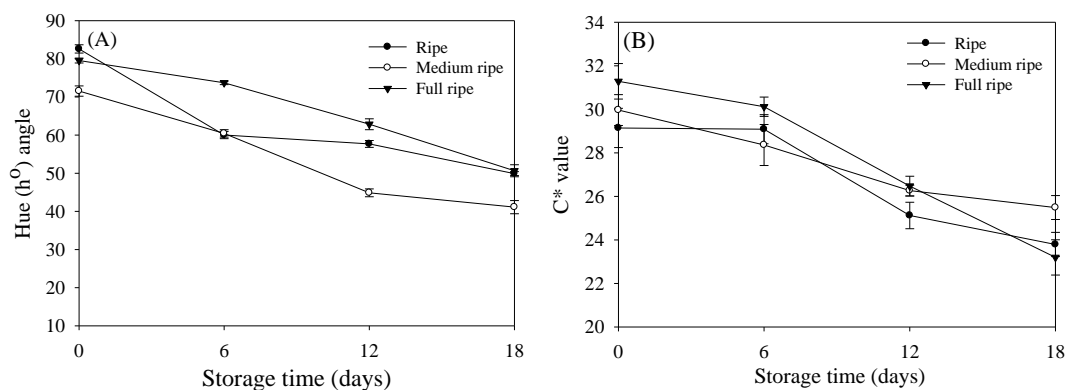 (A)
Ripe
Medium ripe
Full ripe
Hue (h⁰) angle
90
80
70
60
50
40
30
20
10
0
6
12
18
Storage time (days)
(B)
Ripe
Medium ripe
Full ripe
C* value
34
32
30
28
26
24
22
20
0
6
12
18
Storage time (days)